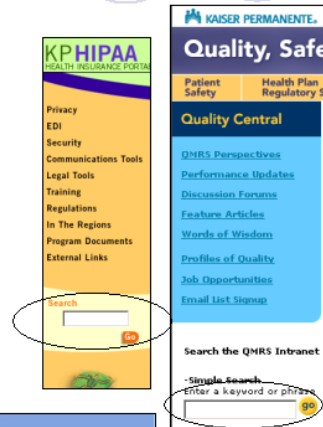 KPHIPAA
HEALTH INSURANCE PORTA
Privacy
EDI
Security
Communications Tools
Legal Tools
Training
Regulations
In The Regions
Program Documents
External Links
Search
Go
KAISER PERMANENTE.
Quality, Safe
Patient Safety
Health Plan
Regulatory S
Quality Central
QMRS Perspectives
Performance Updates
Discussion Forums
Feature Articles
Words of Wisdom
Profiles of Quality
Job Opportunities
Email List Signup
Search the QMRS Intranet
-Simple Search
Enter a keyword or phrase
go